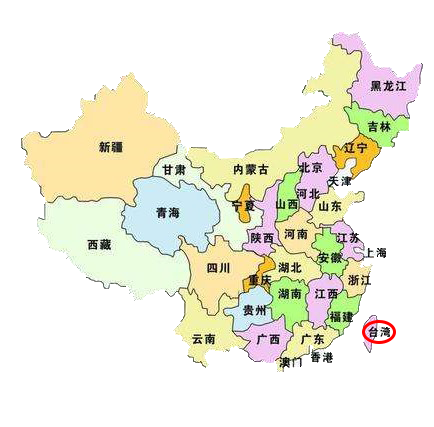 黑龙江
吉林
辽宁
新疆
甘肃
内蒙古
北京
天津
河北
宁夏
山西
山东
青海
陕西
河南
江苏
西藏
上海
安徽
四川
湖北
重庆
浙江
湖南
江西
贵州
福建
云南
广西
广东
台湾
香港
澳门